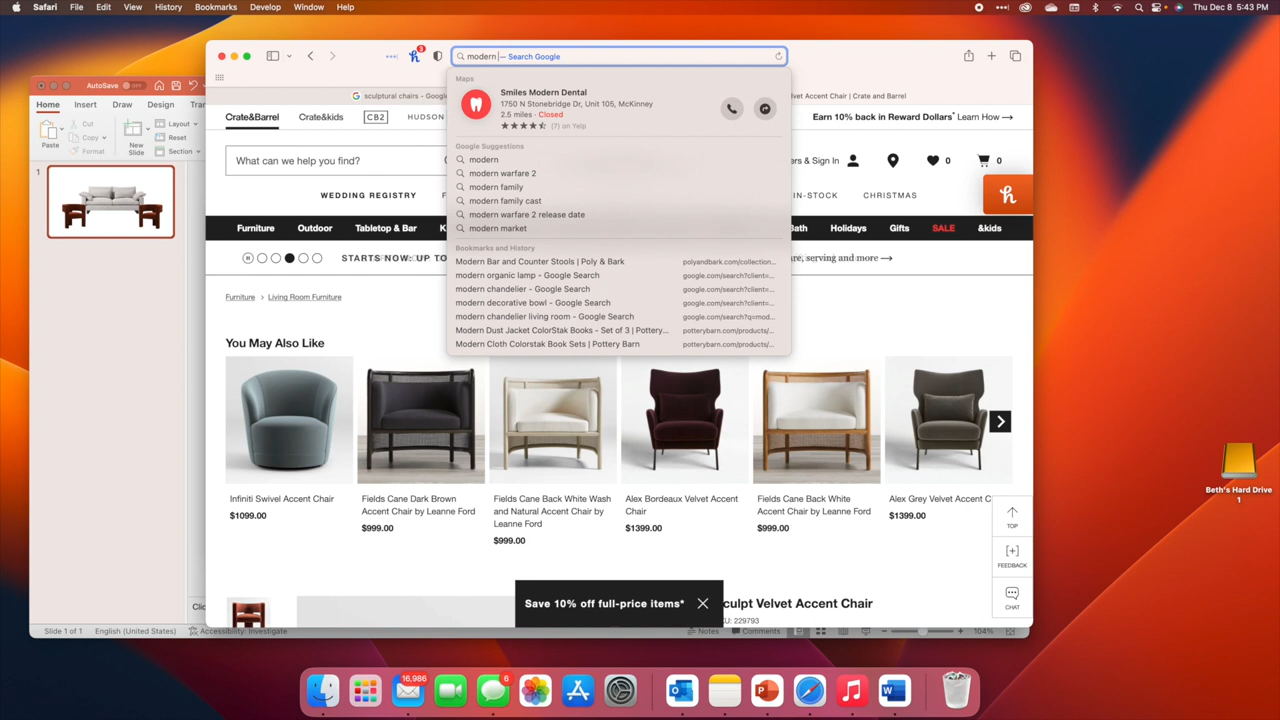 Safari File Edit View History Bookmarks Develop Window Help
Thu Dec 8 5:43 PM
AutoSave OFF
Home Insert Draw Design Tran
Paste
Cut
Copy
Format
New
Slide
Layout
Reset
Section
1
3
modern — Search Google
sculptural chairs - Goog
lvet Accent Chair | Crate and Barrel
Maps
Smiles Modern Dental
1750 N Stonebridge Dr, Unit 105, McKinney
2.5 miles · Closed
(7) on Yelp
Google Suggestions
modern
modern warfare 2
modern family
modern family cast
modern warfare 2 release date
modern market
Bookmarks and History
Modern Bar and Counter Stools | Poly & Bark polyandbark.com/collection...
modern organic lamp - Google Search google.com/search?client=...
modern chandelier - Google Search google.com/search?client=...
modern decorative bowl - Google Search google.com/search?client=...
modern chandelier living room - Google Search google.com/search?q=mod...
Modern Dust Jacket ColorStak Books - Set of 3 | Pottery... potterybarn.com/products/...
Modern Cloth Colorstak Book Sets | Pottery Barn potterybarn.com/products/...
Crate&Barrel Crate&kids CB2 HUDSON
Earn 10% back in Reward Dollars* Learn How
What can we help you find?
ers & Sign In 0 0
WEDDING REGISTRY F
IN-STOCK CHRISTMAS
h
Furniture Outdoor Tabletop & Bar K
Bath Holidays Gifts SALE &kids
STARTS NOW: UP TO
re, serving and more
Furniture > Living Room Furniture
You May Also Like
Infiniti Swivel Accent Chair
$1099.00
Fields Cane Dark Brown
Accent Chair by Leanne Ford
$999.00
Fields Cane Back White Wash
and Natural Accent Chair by
Leanne Ford
$999.00
Alex Bordeaux Velvet Accent
Chair
$1399.00
Fields Cane Back White
Accent Chair by Leanne Ford
$999.00
Alex Grey Velvet Accent C
$1399.00
TOP
FEEDBACK
CHAT
Save 10% off full-price items*
culpt Velvet Accent Chair
KU: 229793
Clic
Slide 1 of 1 English (United States) Accessibility: Investigate
Notes Comments 104%
Beth's Hard Drive
1
16,986
6